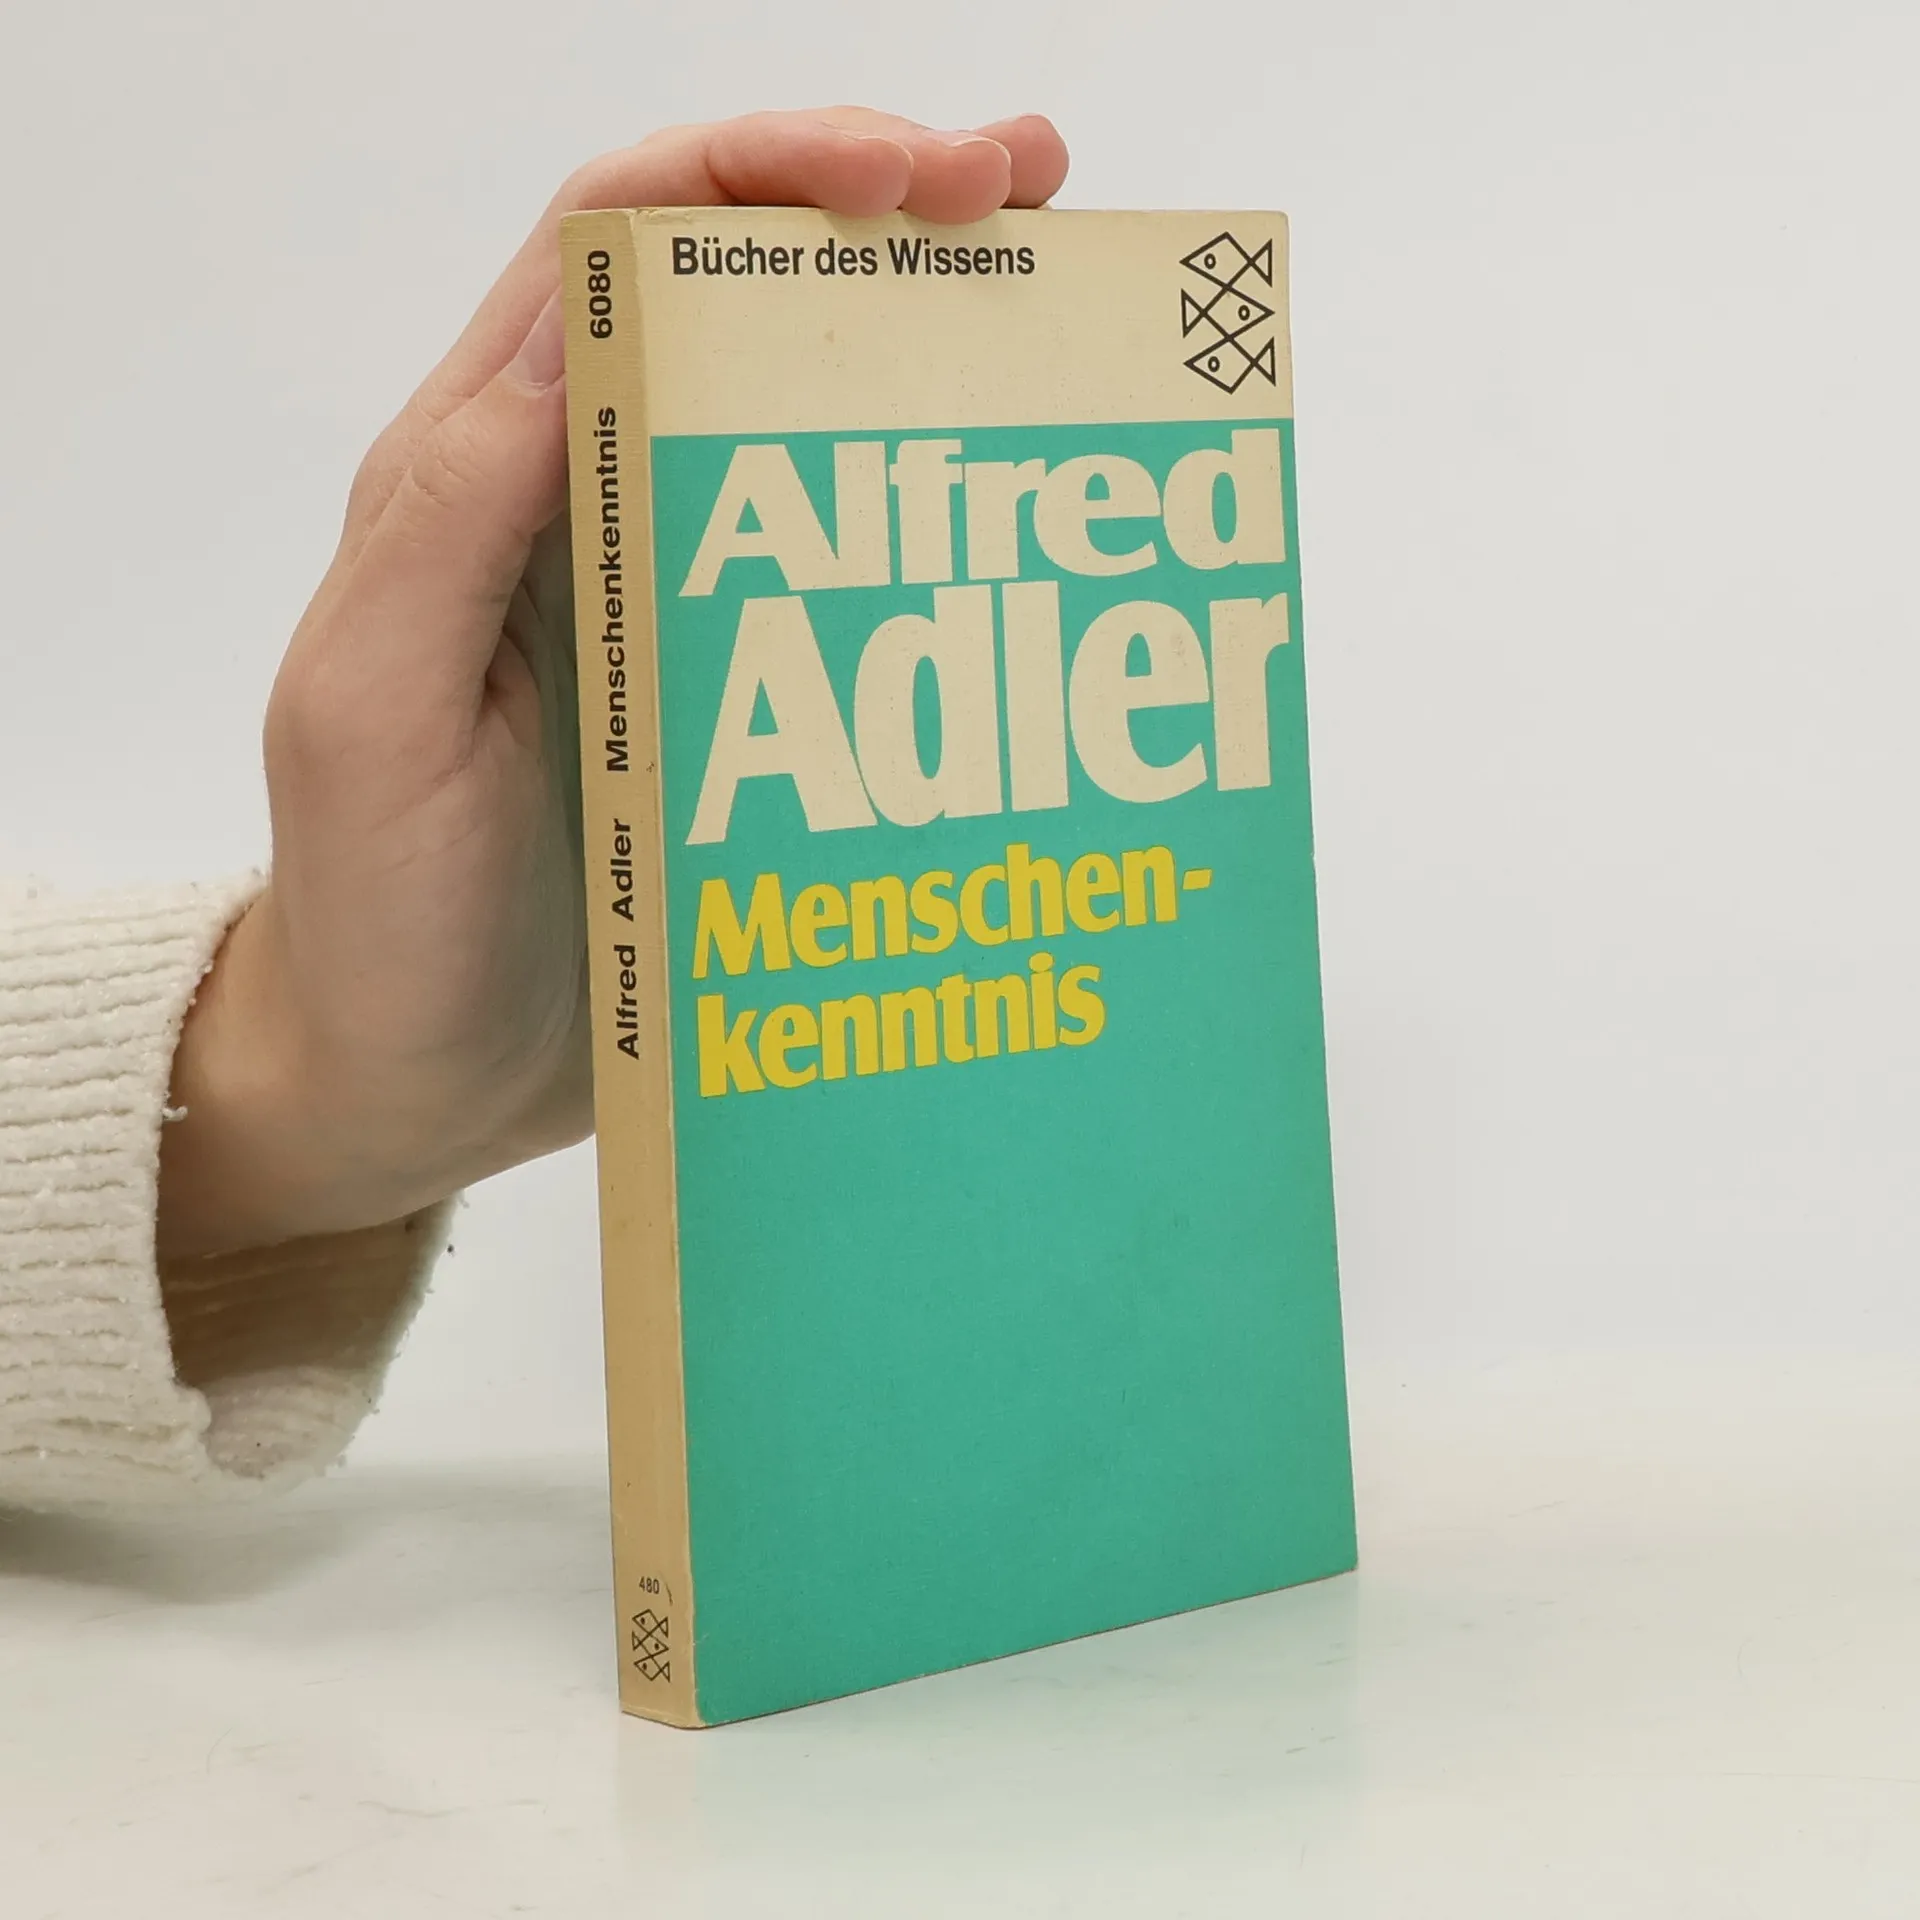 Bücher des Wissens
Alfred
Adler
Menschen-
kenntnis
Alfred Adler Menschenkenntnis 6080
480